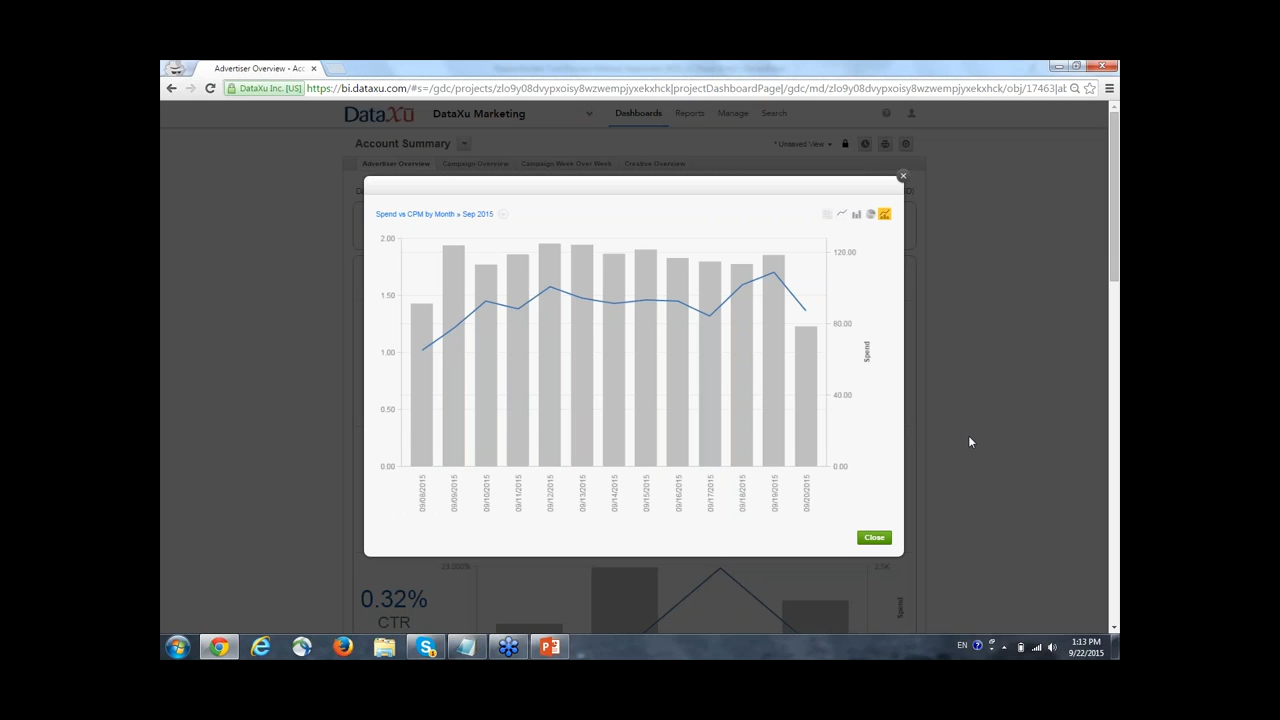 Advertiser Overview - Acc
DataXu Inc. [US]
https://bi.dataxu.com/#s=/gdc/projects/zlo9y08dvypxoisy8wzwempjyxekxhck|projectDashboardPage|/gdc/md/zlo9y08dvypxoisy8wzwempjyxekxhck/obj/17463|ab
DataXu
DataXu Marketing
Dashboards
Reports
Manage
Search
Account Summary
* Unsaved View
Advertiser Overview
Campaign Overview
Campaign Week Over Week
Creative Overview
Spend vs CPM by Month » Sep 2015
2.00
1.50
1.00
0.50
0.00
120.00
80.00
40.00
0.00
Spend
09/08/2015
09/09/2015
09/10/2015
09/11/2015
09/12/2015
09/13/2015
09/14/2015
09/15/2015
09/16/2015
09/17/2015
09/18/2015
09/19/2015
09/20/2015
Close
23.000%
2.5K
0.32%
CTR
Spend
EN
1:13 PM
9/22/2015